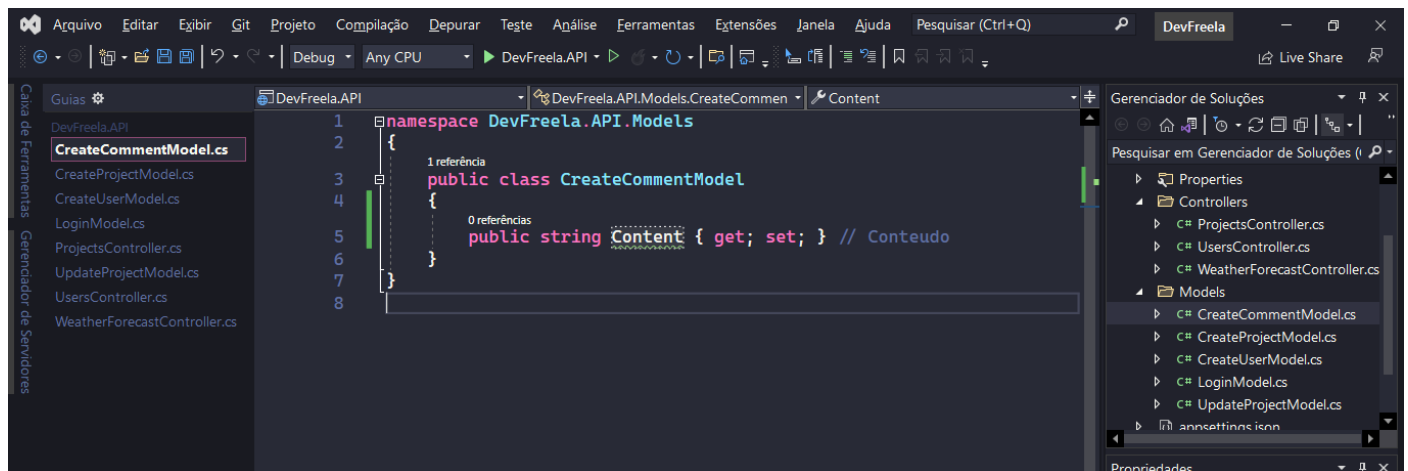 Arquivo Editar Exibir Git Projeto Compilação Depurar Teste Análise Ferramentas Extensões Janela Ajuda Pesquisar (Ctrl+Q) DevFreela
Debug Any CPU DevFreela.API Live Share
Caixa de Ferramentas
Gerenciador de Servidores
Guias
DevFreela.API
CreateCommentModel.cs
CreateProjectModel.cs
CreateUserModel.cs
LoginModel.cs
ProjectsController.cs
UpdateProjectModel.cs
UsersController.cs
WeatherForecastController.cs
DevFreela.API DevFreela.API.Models.CreateCommen Content
1 namespace DevFreela.API.Models
2 {
1 referência
3 public class CreateCommentModel
4 {
0 referências
5 public string Content { get; set; } // Conteudo
6 }
7 }
8
Gerenciador de Soluções
Pesquisar em Gerenciador de Soluções (
Properties
Controllers
C# ProjectsController.cs
C# UsersController.cs
C# WeatherForecastController.cs
Models
C# CreateCommentModel.cs
C# CreateProjectModel.cs
C# CreateUserModel.cs
C# LoginModel.cs
C# UpdateProjectModel.cs
appsettings.json
Propriedades